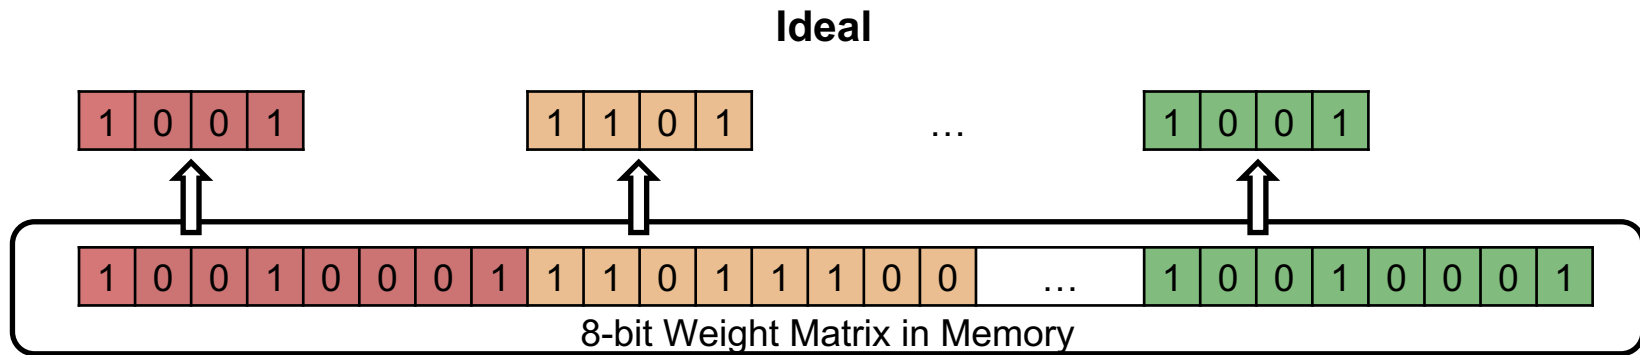 Ideal
1 0 0 1 1 1 0 1 … 1 0 0 1
1 0 0 1 0 0 0 1 1 1 0 1 1 1 0 0 … 1 0 0 1 0 0 0 1
8-bit Weight Matrix in Memory